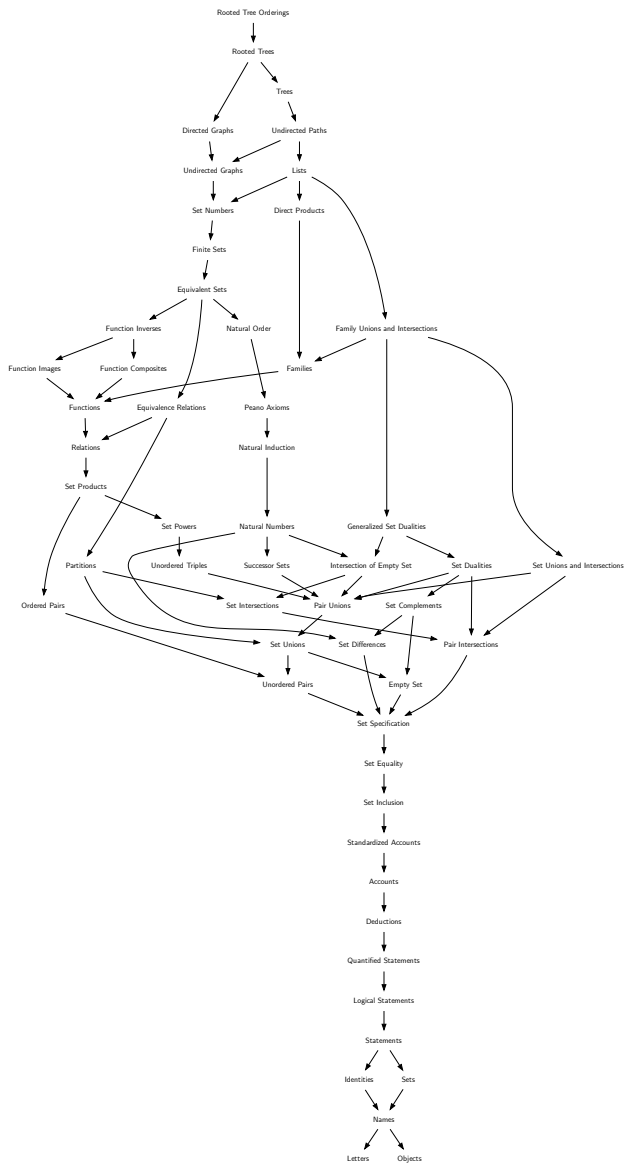 Rooted Tree Orderings
Rooted Trees
Trees
Directed Graphs
Undirected Paths
Undirected Graphs
Lists
Set Numbers
Direct Products
Finite Sets
Equivalent Sets
Function Inverses
Natural Order
Family Unions and Intersections
Function Images
Function Composites
Families
Functions
Equivalence Relations
Peano Axioms
Relations
Natural Induction
Set Products
Set Powers
Natural Numbers
Generalized Set Dualities
Partitions
Unordered Triples
Successor Sets
Intersection of Empty Set
Set Dualities
Set Unions and Intersections
Ordered Pairs
Set Intersections
Pair Unions
Set Complements
Set Unions
Set Differences
Pair Intersections
Unordered Pairs
Empty Set
Set Specification
Set Equality
Set Inclusion
Standardized Accounts
Accounts
Deductions
Quantified Statements
Logical Statements
Statements
Identities
Sets
Names
Letters
Objects